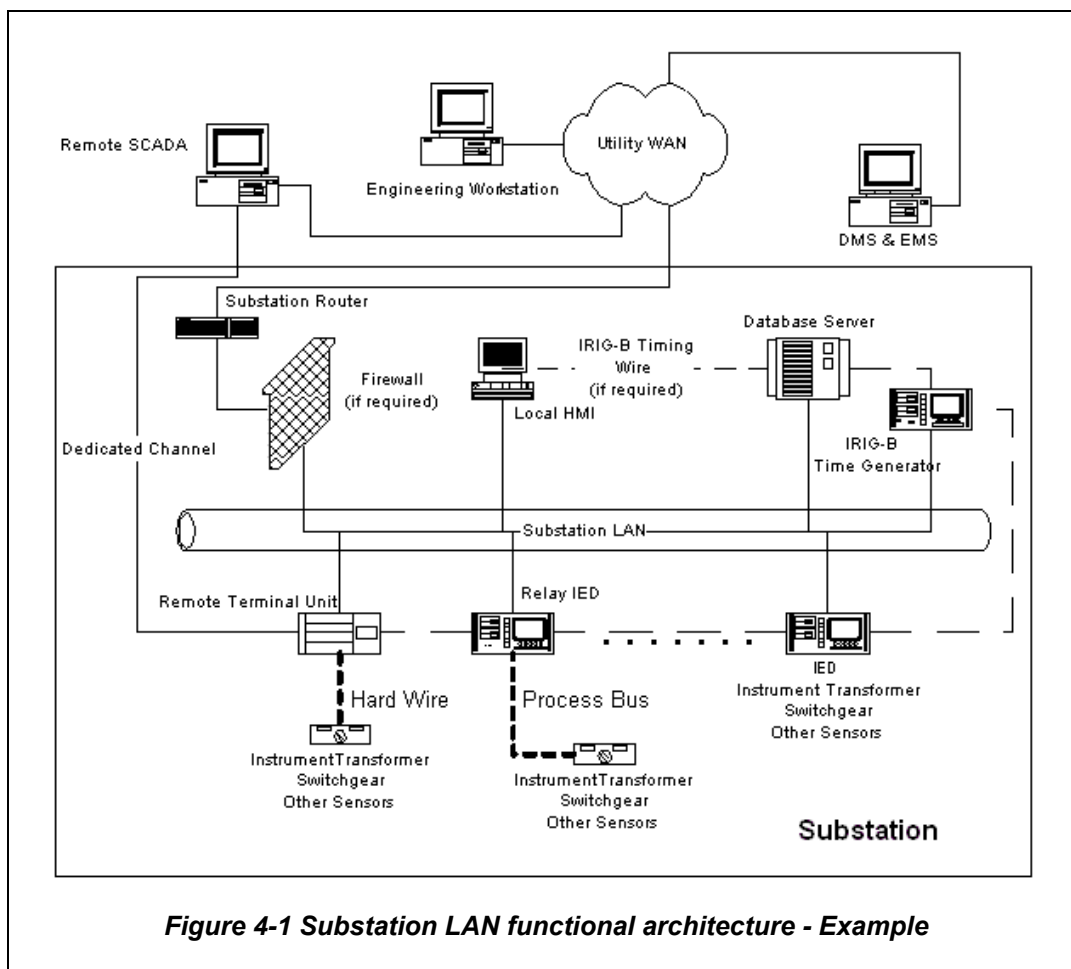 Remote SCADA
Engineering Workstation
Utility WAN
DMS & EMS
Substation Router
Firewall
(if required)
Local HMI
IRIG-B Timing
Wire
(if required)
Database Server
IRIG-B
Time Generator
Dedicated Channel
Substation LAN
Remote Terminal Unit
Relay IED
IED
Instrument Transformer
Switchgear
Other Sensors
Hard Wire
Process Bus
InstrumentTransformer
Switchgear
Other Sensors
InstrumentTransformer
Switchgear
Other Sensors
Substation
Figure 4-1 Substation LAN functional architecture - Example